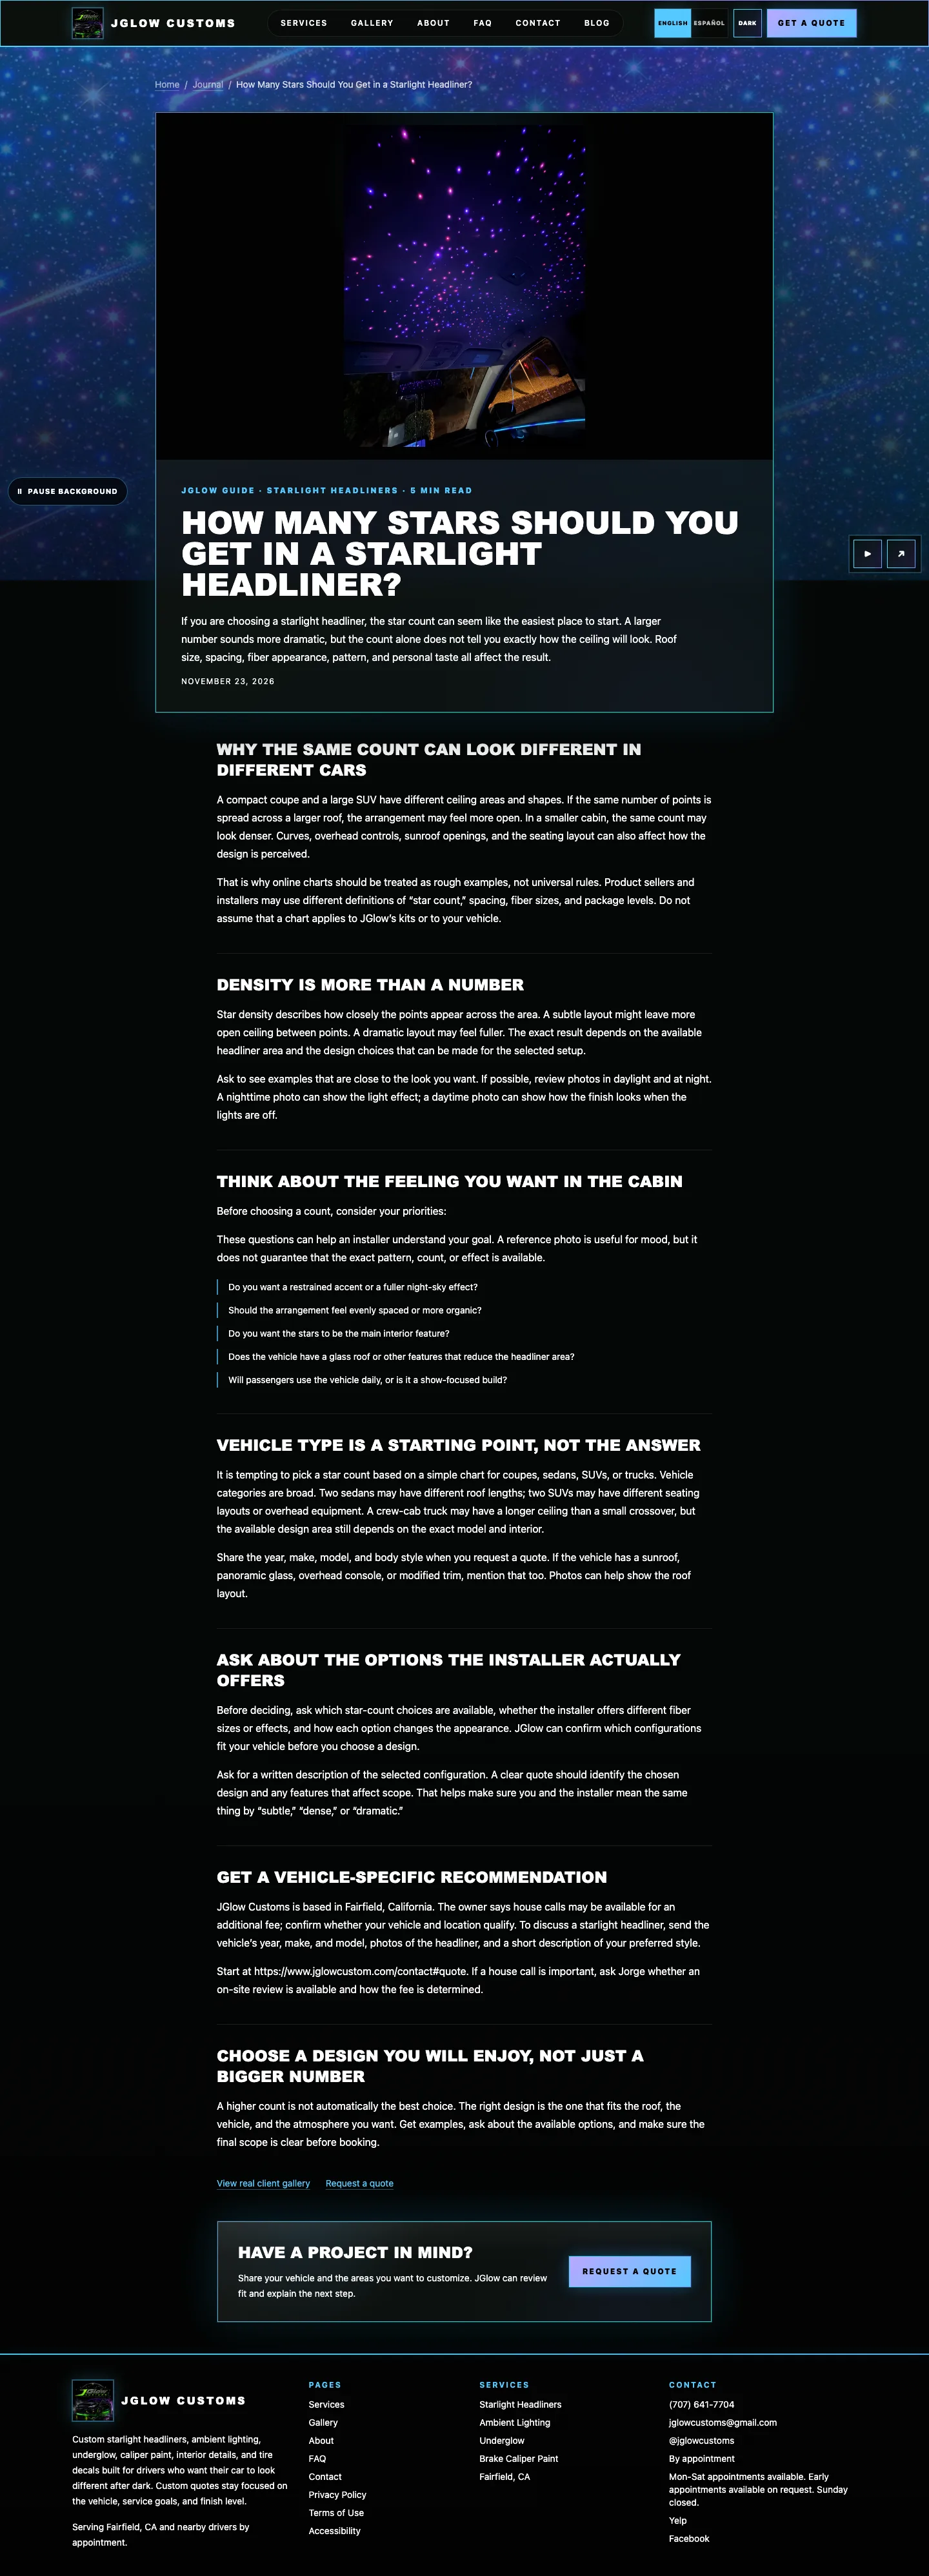 JGLOW CUSTOMS
SERVICES GALLERY ABOUT FAQ CONTACT BLOG
ENGLISH ESPAÑOL DARK GET A QUOTE
Home / Journal / How Many Stars Should You Get in a Starlight Headliner?
PAUSE BACKGROUND
JGLOW GUIDE · STARLIGHT HEADLINERS · 5 MIN READ
HOW MANY STARS SHOULD YOU
GET IN A STARLIGHT
HEADLINER?
If you are choosing a starlight headliner, the star count can seem like the easiest place to start. A larger
number sounds more dramatic, but the count alone does not tell you exactly how the ceiling will look. Roof
size, spacing, fiber appearance, pattern, and personal taste all affect the result.
NOVEMBER 23, 2026
WHY THE SAME COUNT CAN LOOK DIFFERENT IN
DIFFERENT CARS
A compact coupe and a large SUV have different ceiling areas and shapes. If the same number of points is
spread across a larger roof, the arrangement may feel more open. In a smaller cabin, the same count may
look denser. Curves, overhead controls, sunroof openings, and the seating layout can also affect how the
design is perceived.
That is why online charts should be treated as rough examples, not universal rules. Product sellers and
installers may use different definitions of “star count,” spacing, fiber sizes, and package levels. Do not
assume that a chart applies to JGlow’s kits or to your vehicle.
DENSITY IS MORE THAN A NUMBER
Star density describes how closely the points appear across the area. A subtle layout might leave more
open ceiling between points. A dramatic layout may feel fuller. The exact result depends on the available
headliner area and the design choices that can be made for the selected setup.
Ask to see examples that are close to the look you want. If possible, review photos in daylight and at night.
A nighttime photo can show the light effect; a daytime photo can show how the finish looks when the
lights are off.
THINK ABOUT THE FEELING YOU WANT IN THE CABIN
Before choosing a count, consider your priorities:
These questions can help an installer understand your goal. A reference photo is useful for mood, but it
does not guarantee that the exact pattern, count, or effect is available.
Do you want a restrained accent or a fuller night-sky effect?
Should the arrangement feel evenly spaced or more organic?
Do you want the stars to be the main interior feature?
Does the vehicle have a glass roof or other features that reduce the headliner area?
Will passengers use the vehicle daily, or is it a show-focused build?
VEHICLE TYPE IS A STARTING POINT, NOT THE ANSWER
It is tempting to pick a star count based on a simple chart for coupes, sedans, SUVs, or trucks. Vehicle
categories are broad. Two sedans may have different roof lengths; two SUVs may have different seating
layouts or overhead equipment. A crew-cab truck may have a longer ceiling than a small crossover, but
the available design area still depends on the exact model and interior.
Share the year, make, model, and body style when you request a quote. If the vehicle has a sunroof,
panoramic glass, overhead console, or modified trim, mention that too. Photos can help show the roof
layout.
ASK ABOUT THE OPTIONS THE INSTALLER ACTUALLY
OFFERS
Before deciding, ask which star-count choices are available, whether the installer offers different fiber
sizes or effects, and how each option changes the appearance. JGlow can confirm which configurations
fit your vehicle before you choose a design.
Ask for a written description of the selected configuration. A clear quote should identify the chosen
design and any features that affect scope. That helps make sure you and the installer mean the same
thing by “subtle,” “dense,” or “dramatic.”
GET A VEHICLE-SPECIFIC RECOMMENDATION
JGlow Customs is based in Fairfield, California. The owner says house calls may be available for an
additional fee; confirm whether your vehicle and location qualify. To discuss a starlight headliner, send the
vehicle’s year, make, and model, photos of the headliner, and a short description of your preferred style.
Start at https://www.jglowcustom.com/contact#quote. If a house call is important, ask Jorge whether an
on-site review is available and how the fee is determined.
CHOOSE A DESIGN YOU WILL ENJOY, NOT JUST A
BIGGER NUMBER
A higher count is not automatically the best choice. The right design is the one that fits the roof, the
vehicle, and the atmosphere you want. Get examples, ask about the available options, and make sure the
final scope is clear before booking.
View real client gallery Request a quote
HAVE A PROJECT IN MIND?
Share your vehicle and the areas you want to customize. JGlow can review
fit and explain the next step.
REQUEST A QUOTE
JGLOW CUSTOMS
Custom starlight headliners, ambient lighting,
underglow, caliper paint, interior details, and tire
decals built for drivers who want their car to look
different after dark. Custom quotes stay focused on
the vehicle, service goals, and finish level.
Serving Fairfield, CA and nearby drivers by
appointment.
PAGES
Services
Gallery
About
FAQ
Contact
Privacy Policy
Terms of Use
Accessibility
SERVICES
Starlight Headliners
Ambient Lighting
Underglow
Brake Caliper Paint
Fairfield, CA
CONTACT
(707) 641-7704
jglowcustoms@gmail.com
@jglowcustoms
By appointment
Mon-Sat appointments available. Early
appointments available on request. Sunday
closed.
Yelp
Facebook